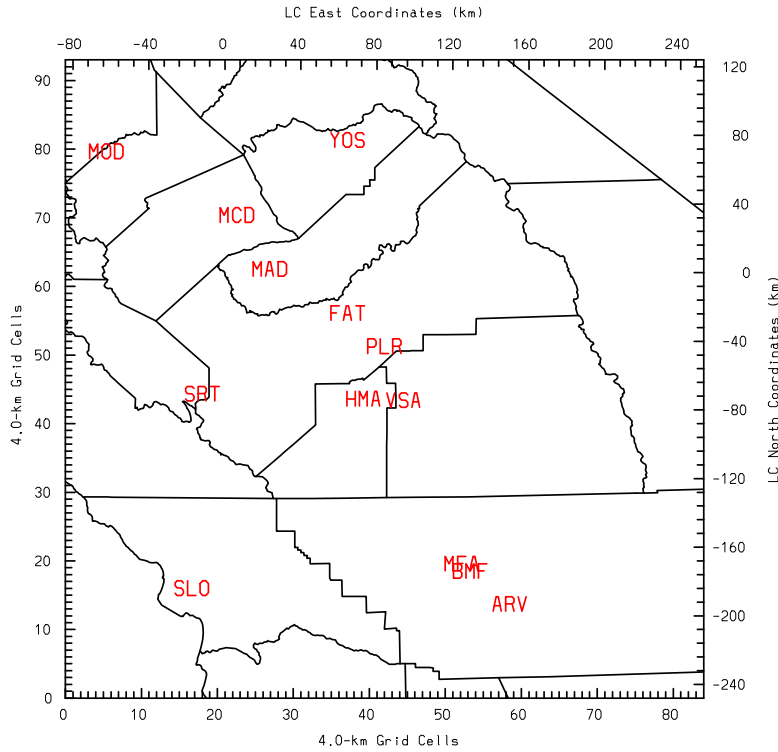 LC East Coordinates (km)
-80 -40 0 40 80 120 160 200 240
90 120
80 80
70 40
60 0
50 -40
40 -80
30 -120
20 -160
10 -200
0 -240
0 10 20 30 40 50 60 70 80
4.0-km Grid Cells
4.0-km Grid Cells
LC North Coordinates (km)
YOS
MOD
MCD
MAD
FAT
PLR
SRT
HMA VSA
MFA
BMF
SLO
ARV